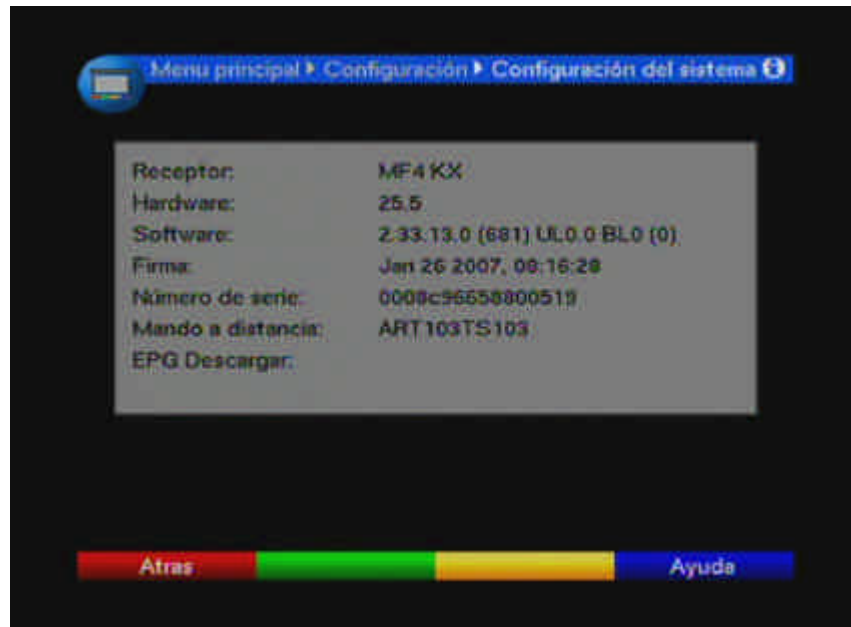 Menu principal Configuración Configuración del sistema
Receptor: MF4 KX
Hardware: 25.5
Software: 2.33.13.0 (681) UL0.0 BL0 (0)
Firma: Jan 26 2007, 08:16:28
Número de serie: 0008c96658800519
Mando a distancia: ART103TS103
EPG Descargar:
Atras Ayuda